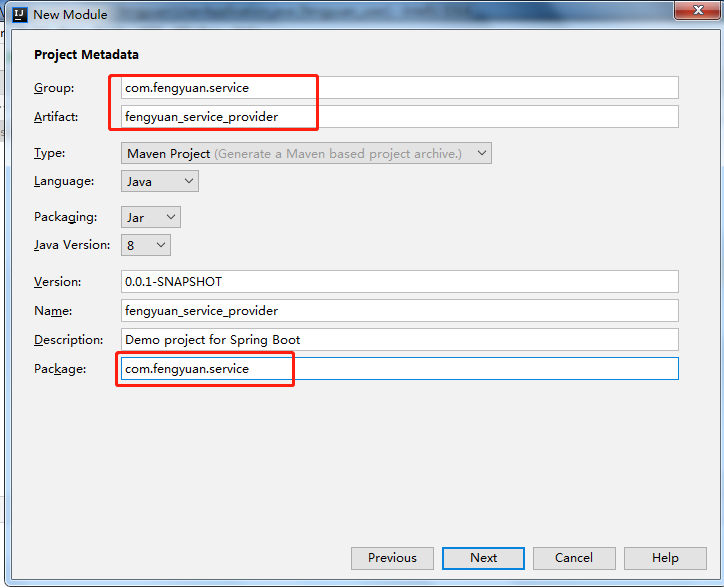 New Module
Project Metadata
Group: com.fengyuan.service
Artifact: fengyuan_service_provider
Type: Maven Project (Generate a Maven based project archive.)
Language: Java
Packaging: Jar
Java Version: 8
Version: 0.0.1-SNAPSHOT
Name: fengyuan_service_provider
Description: Demo project for Spring Boot
Package: com.fengyuan.service
Previous Next Cancel Help